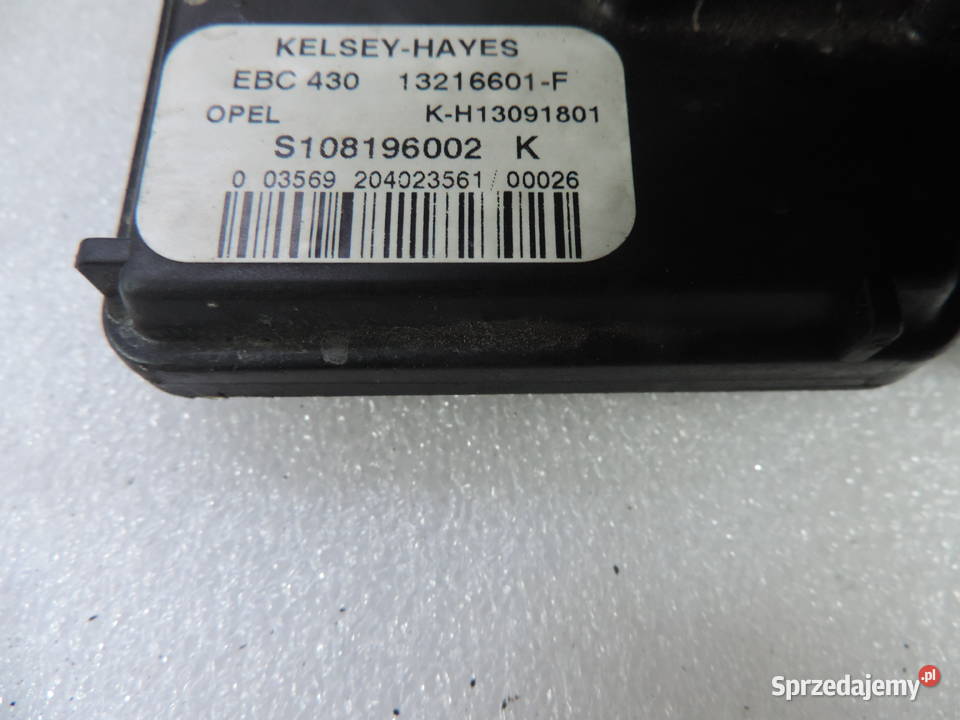 KELSEY-HAYES
EBC 430 13216601-F
OPEL K-H13091801
S108196002 K
0 03569 204023561 00026
Sprzedajemy.pl